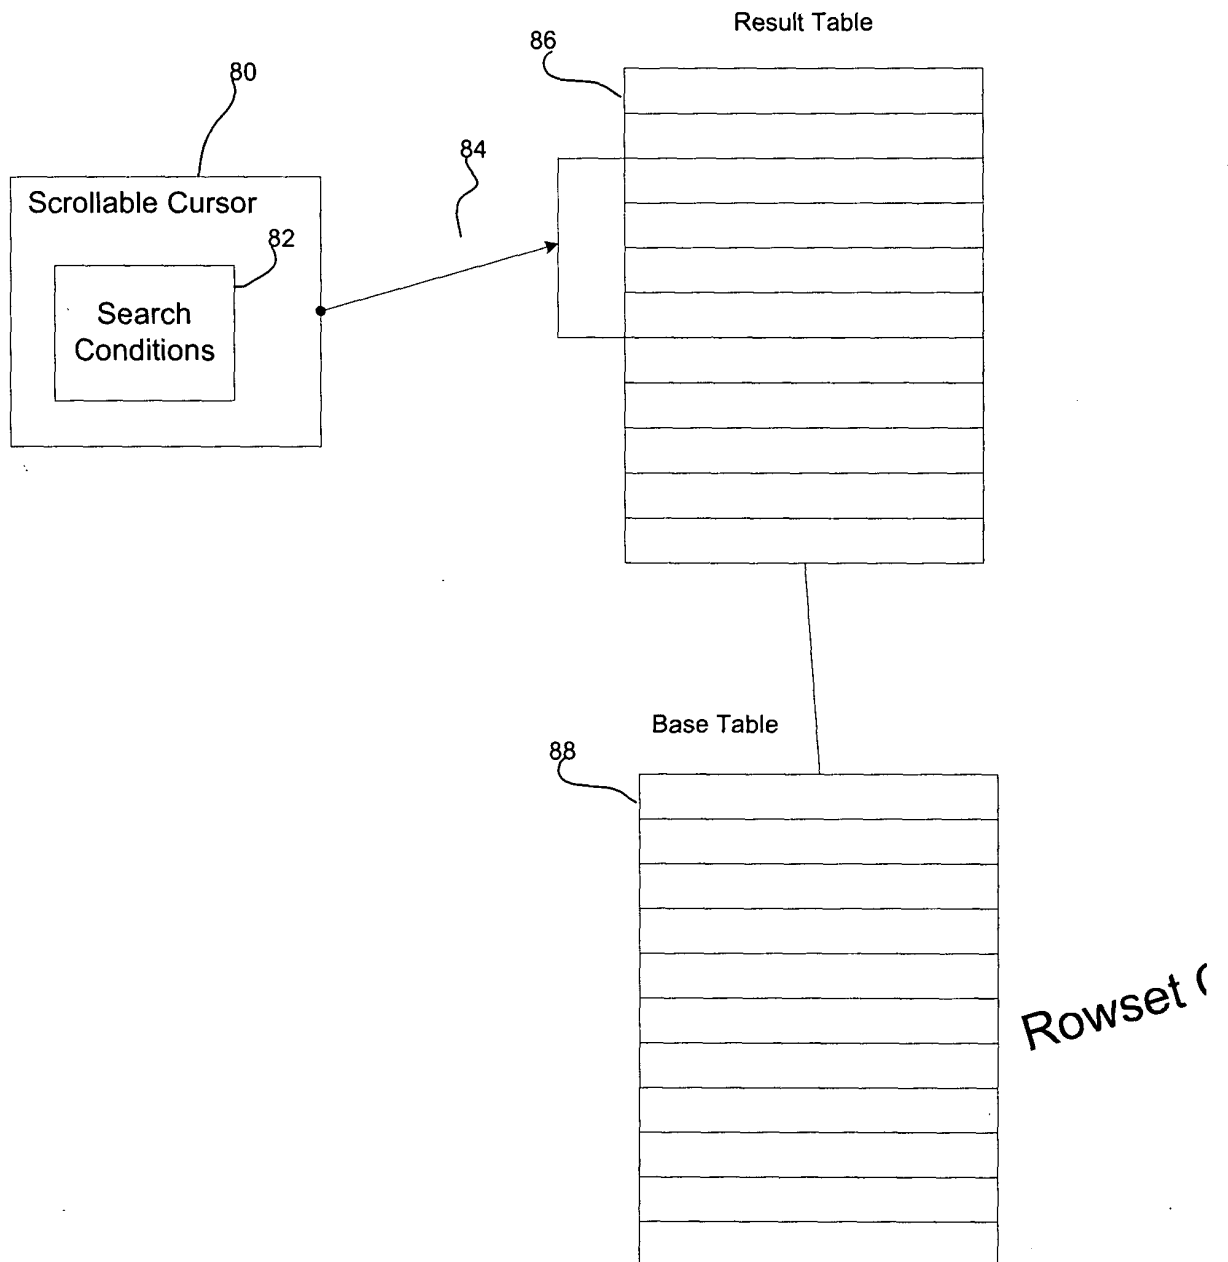 Result Table
86
80
84
Scrollable Cursor
82
Search
Conditions
Base Table
88
Rowset